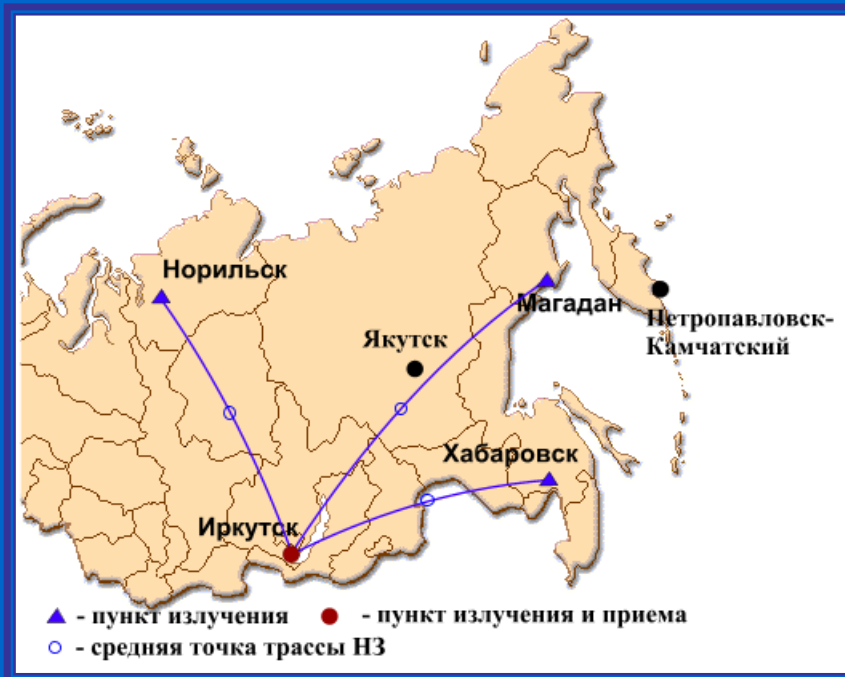 Норильск
Магадан
Петропавловск-
Камчатский
Якутск
Хабаровск
Иркутск
- пункт излучения
- пункт излучения и приема
- средняя точка трассы НЗ